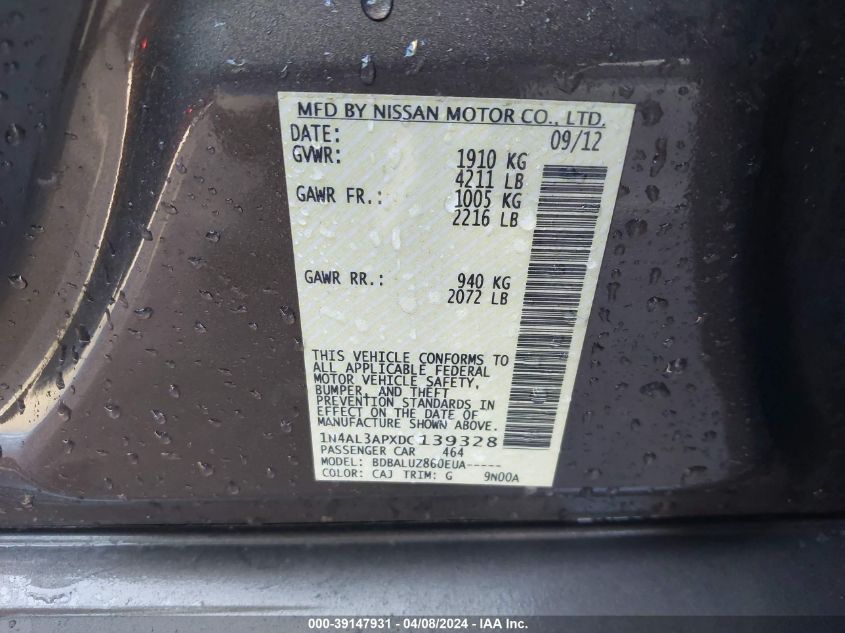 MFD BY NISSAN MOTOR CO., LTD.
DATE: 09/12
GVWR: 1910 KG
4211 LB
GAWR FR.: 1005 KG
2216 LB
GAWR RR.: 940 KG
2072 LB
THIS VEHICLE CONFORMS TO
ALL APPLICABLE FEDERAL
MOTOR VEHICLE SAFETY,
BUMPER, AND THEFT
PREVENTION STANDARDS IN
EFFECT ON THE DATE OF
MANUFACTURE SHOWN ABOVE.
1N4AL3APXDC139328
PASSENGER CAR 464
MODEL: BDBALUZ860EUA-----
COLOR: CAJ TRIM: G 9N00A
000-39147931 - 04/08/2024 - IAA Inc.